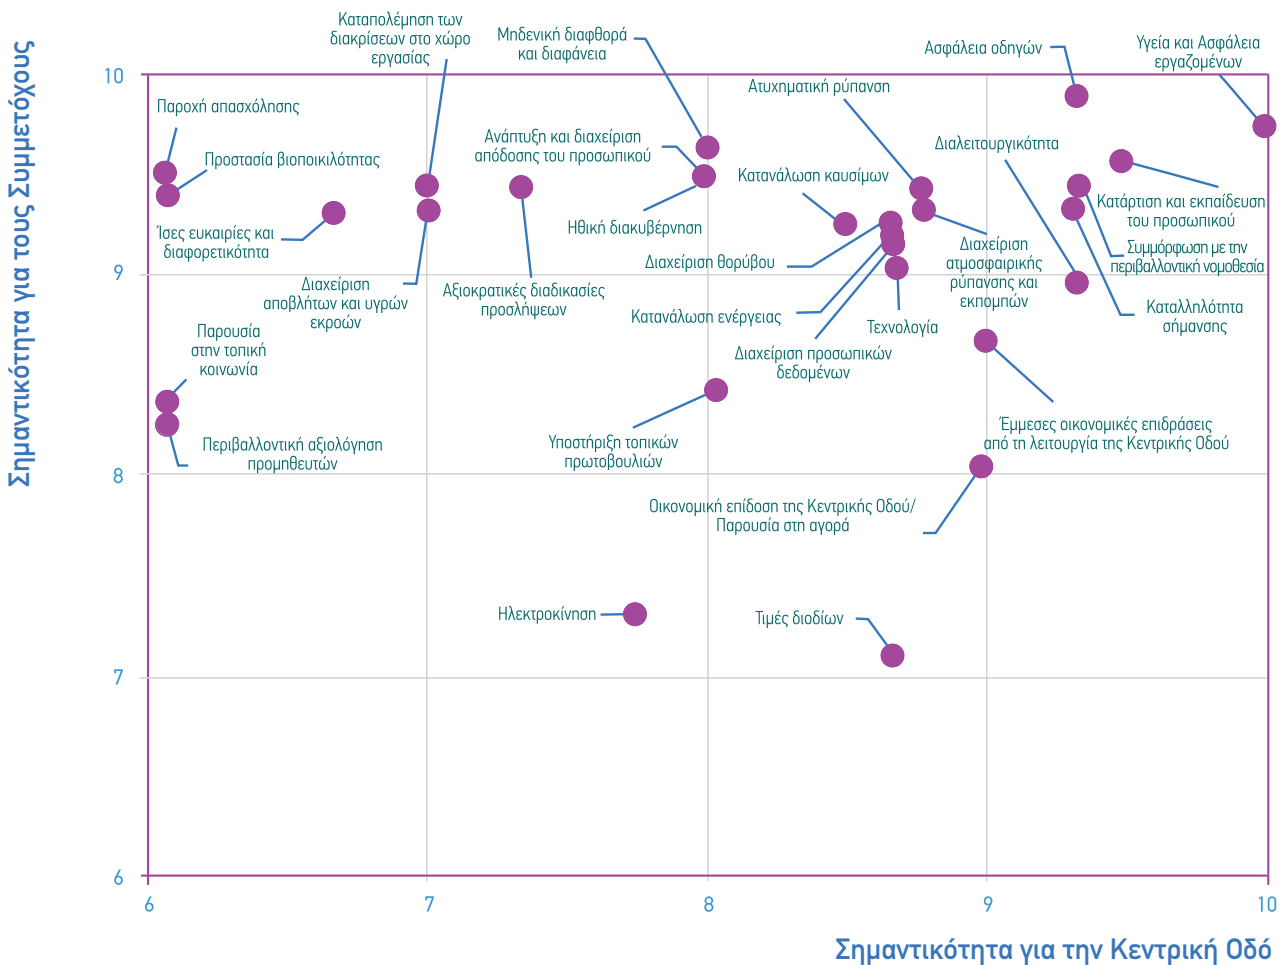 Σημαντικότητα για τους Συμμετόχους
Καταπολέμηση των
διακρίσεων στο χώρο
εργασίας
Μηδενική διαφθορά
και διαφάνεια
Ασφάλεια οδηγών
Υγεία και Ασφάλεια
εργαζομένων
10
Παροχή απασχόλησης
Ατυχηματική ρύπανση
Προστασία βιοποικιλότητας
Ανάπτυξη και διαχείριση
απόδοσης του προσωπικού
Διαλειτουργικότητα
Κατανάλωση καυσίμων
Κατάρτιση και εκπαίδευση
του προσωπικού
Ίσες ευκαιρίες και
διαφορετικότητα
Ηθική διακυβέρνηση
Συμμόρφωση με την
περιβαλλοντική νομοθεσία
Διαχείριση
ατμοσφαιρικής
ρύπανσης και
εκπομπών
Διαχείριση θορύβου
9
Διαχείριση
αποβλήτων και υγρών
εκροών
Αξιοκρατικές διαδικασίες
προσλήψεων
Κατανάλωση ενέργειας
Τεχνολογία
Καταλληλότητα
σήμανσης
Παρουσία
στην τοπική
κοινωνία
Διαχείριση προσωπικών
δεδομένων
Έμμεσες οικονομικές επιδράσεις
από τη λειτουργία της Κεντρικής Οδού
Περιβαλλοντική αξιολόγηση
προμηθευτών
Υποστήριξη τοπικών
πρωτοβουλιών
8
Οικονομική επίδοση της Κεντρικής Οδού/
Παρουσία στη αγορά
Ηλεκτροκίνηση
Τιμές διοδίων
7
6
6
7
8
9
10
Σημαντικότητα για την Κεντρική Οδό